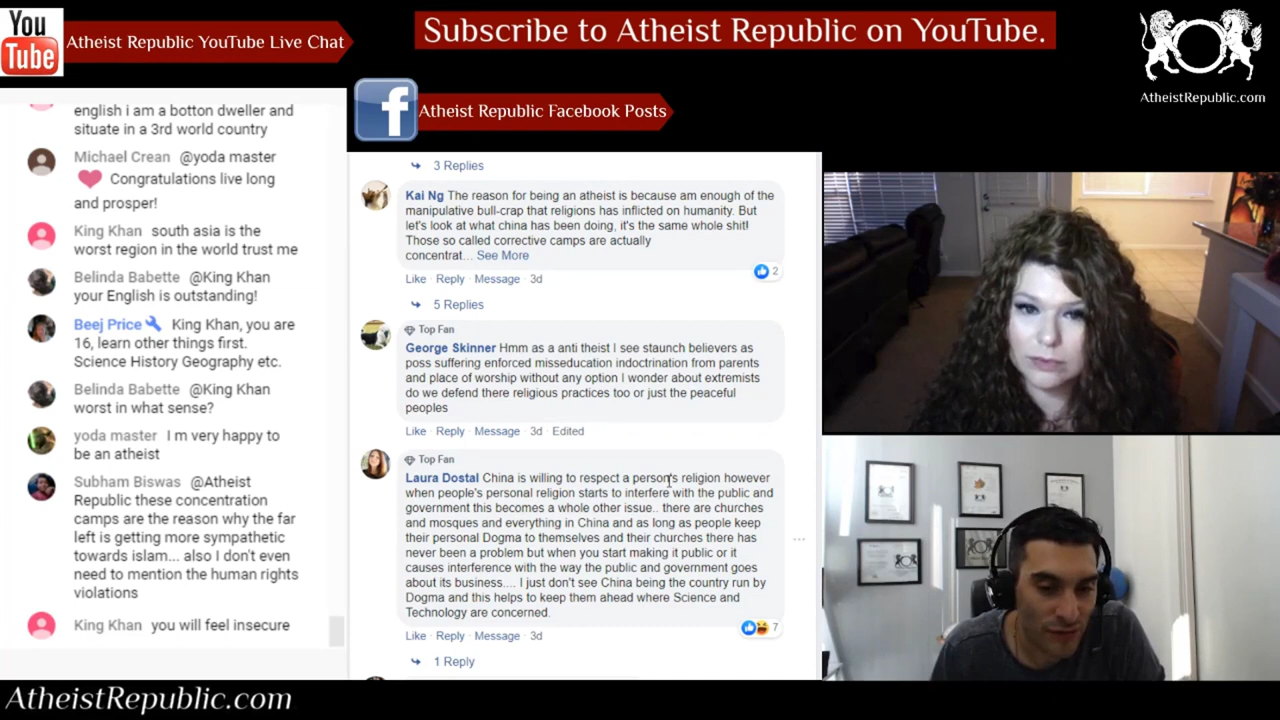 You
Tube
Atheist Republic YouTube Live Chat
Subscribe to Atheist Republic on YouTube.
AtheistRepublic.com
f
Atheist Republic Facebook Posts
english i am a botton dweller and
situate in a 3rd world country
Michael Crean @yoda master
Congratulations live long
and prosper!
King Khan south asia is the
worst region in the world trust me
Belinda Babette @King Khan
your English is outstanding!
Beej Price King Khan, you are
16, learn other things first.
Science History Geography etc.
Belinda Babette @King Khan
worst in what sense?
yoda master I m very happy to
be an atheist
Subham Biswas @Atheist
Republic these concentration
camps are the reason why the far
left is getting more sympathetic
towards islam... also I don't even
need to mention the human rights
violations
King Khan you will feel insecure
3 Replies
Kai Ng The reason for being an atheist is because am enough of the
manipulative bull-crap that religions has inflicted on humanity. But
let's look at what china has been doing, it's the same whole shit!
Those so called corrective camps are actually
concentrat... See More
2
Like · Reply · Message · 3d
5 Replies
Top Fan
George Skinner Hmm as a anti theist I see staunch believers as
poss suffering enforced misseducation indoctrination from parents
and place of worship without any option I wonder about extremists
do we defend there religious practices too or just the peaceful
peoples
Like · Reply · Message · 3d · Edited
Top Fan
Laura Dostal China is willing to respect a person's religion however
when people's personal religion starts to interfere with the public and
government this becomes a whole other issue.. there are churches
and mosques and everything in China and as long as people keep
their personal Dogma to themselves and their churches there has
never been a problem but when you start making it public or it
causes interference with the way the public and government goes
about its business.... I just don't see China being the country run by
Dogma and this helps to keep them ahead where Science and
Technology are concerned.
7
Like · Reply · Message · 3d
1 Reply
AtheistRepublic.com